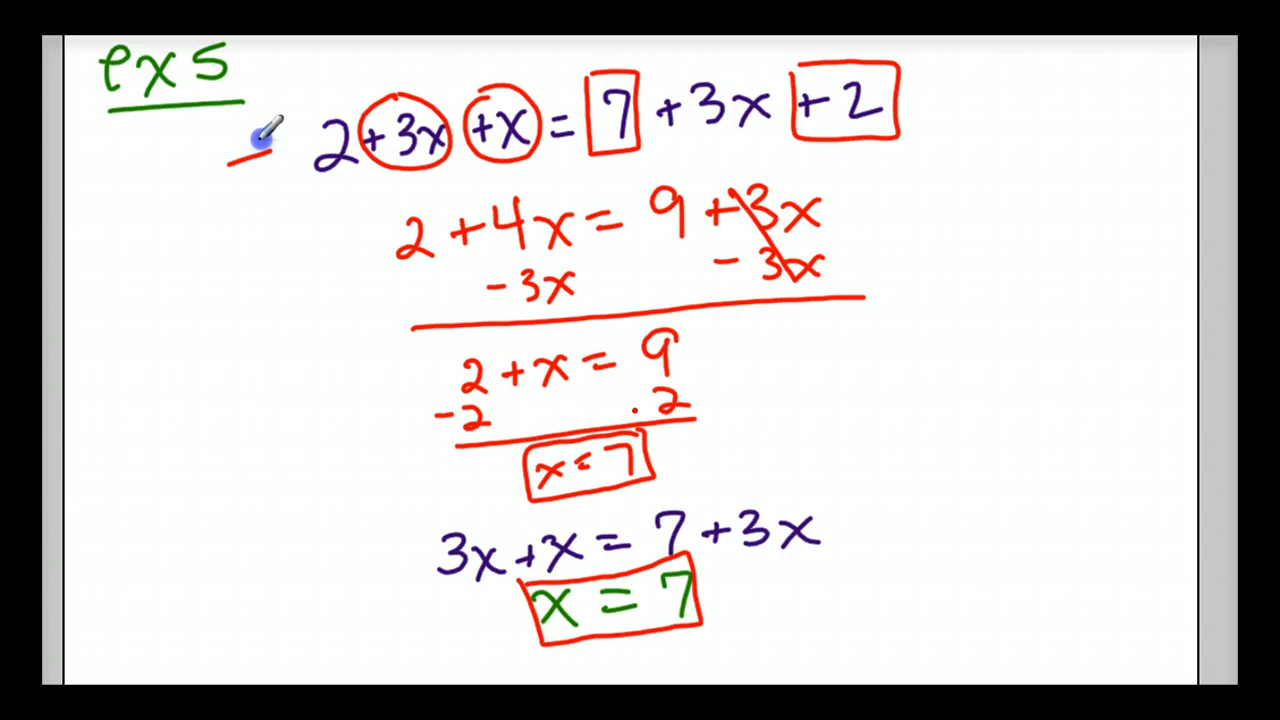 ex 5
2 + 3x + x = 7 + 3x + 2
2 + 4x = 9 + 3x
- 3x - 3x
2 + x = 9
-2 . 2
x = 7
3x + x = 7 + 3x
x = 7